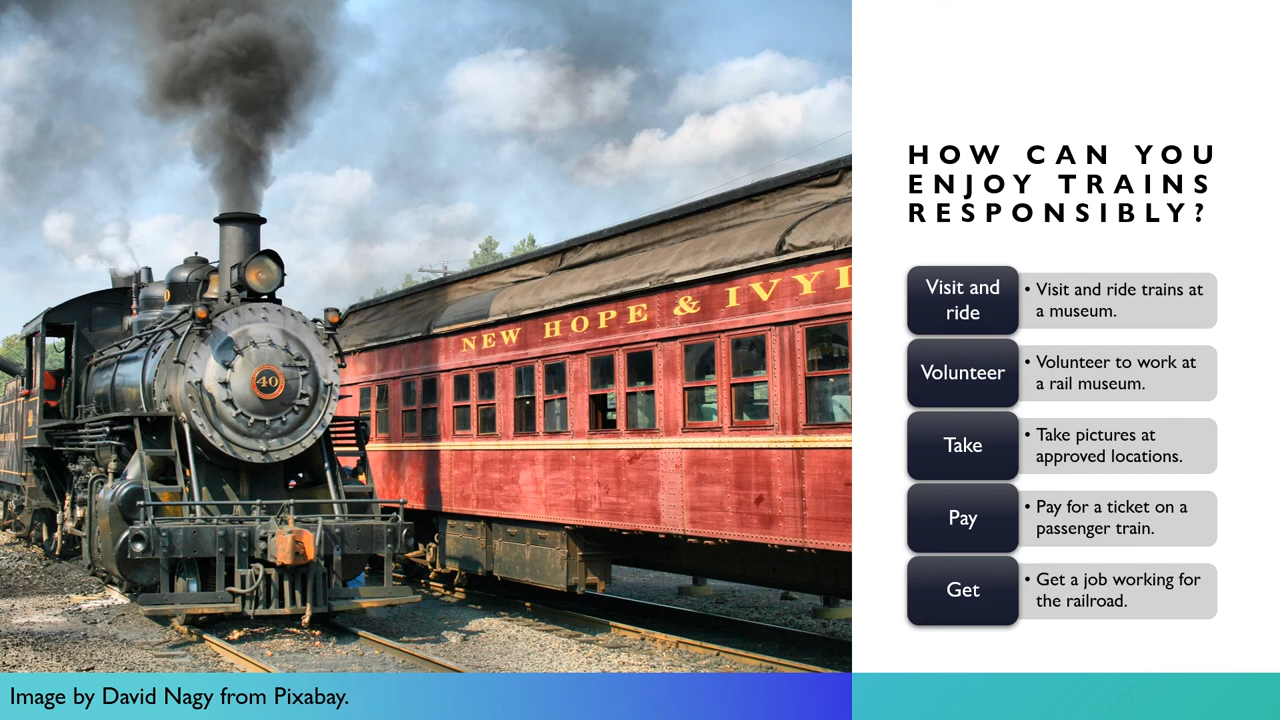 40
NEW HOPE & IVYL
HOW CAN YOU
ENJOY TRAINS
RESPONSIBLY?
Visit and
ride
• Visit and ride trains at
a museum.
Volunteer
• Volunteer to work at
a rail museum.
Take
• Take pictures at
approved locations.
Pay
• Pay for a ticket on a
passenger train.
Get
• Get a job working for
the railroad.
Image by David Nagy from Pixabay.